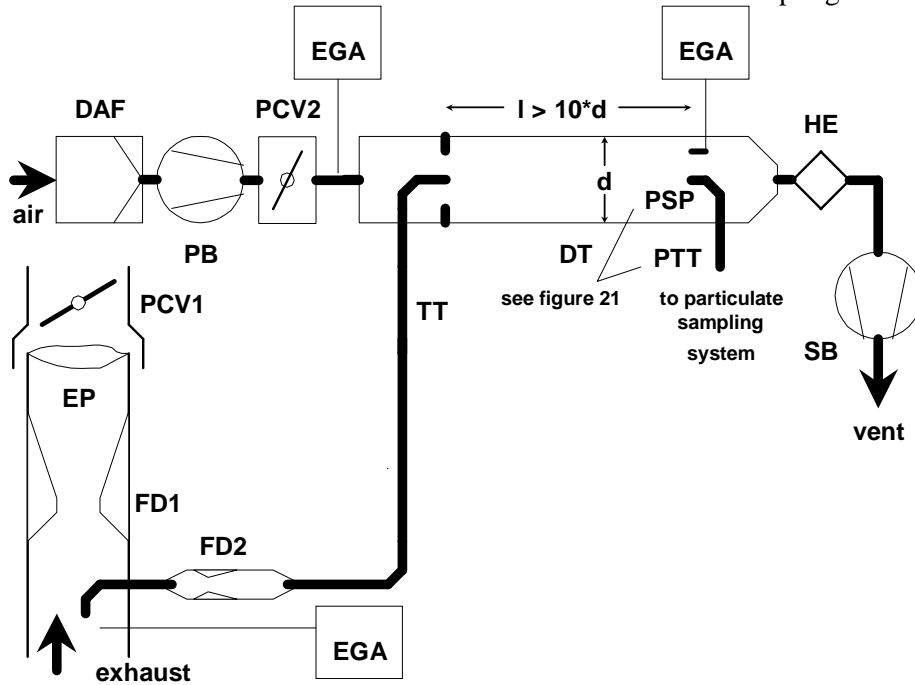 EGA
EGA
DAF
PCV2
l > 10*d
HE
d
air
PSP
PB
DT
PTT
PCV1
TT
see figure 21
to particulate
sampling
system
SB
EP
vent
FD1
FD2
EGA
exhaust